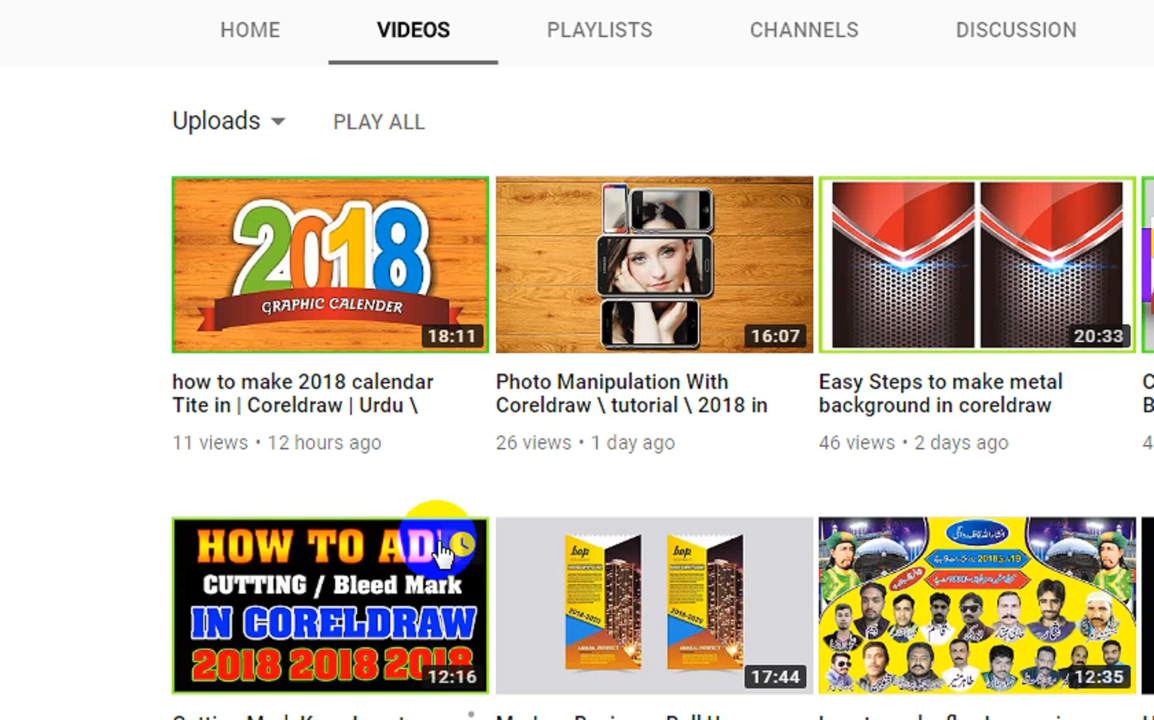 HOME
VIDEOS
PLAYLISTS
CHANNELS
DISCUSSION
Uploads
PLAY ALL
2018
GRAPHIC CALENDER
18:11
16:07
20:33
how to make 2018 calendar
Tite in | Coreldraw | Urdu \
11 views • 12 hours ago
Photo Manipulation With
Coreldraw \ tutorial \ 2018 in
26 views • 1 day ago
Easy Steps to make metal
background in coreldraw
46 views • 2 days ago
HOW TO
CUTTING / Bleed Mark
IN CORELDRAW
2018 2018 2018
12:16
bop
bop
17:44
12:35